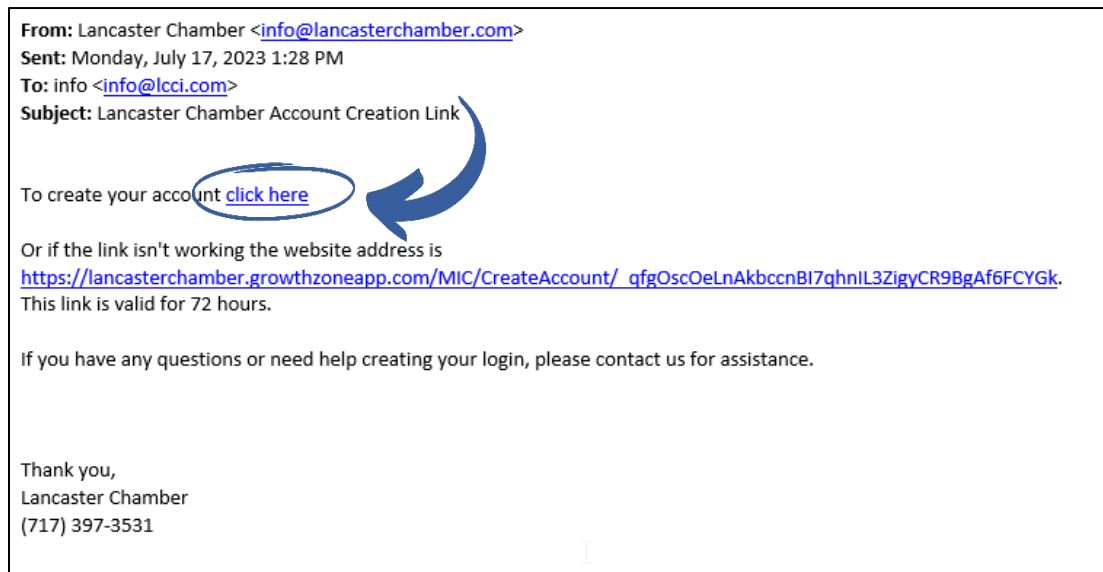 From: Lancaster Chamber <info@lancasterchamber.com>
Sent: Monday, July 17, 2023 1:28 PM
To: info <info@lcci.com>
Subject: Lancaster Chamber Account Creation Link
To create your account click here
Or if the link isn't working the website address is
https://lancasterchamber.growthzoneapp.com/MIC/CreateAccount/_qfgOscOeLnAkbccnBI7qhnIL3ZigyCR9BgAf6FCYGk.
This link is valid for 72 hours.
If you have any questions or need help creating your login, please contact us for assistance.
Thank you,
Lancaster Chamber
(717) 397-3531